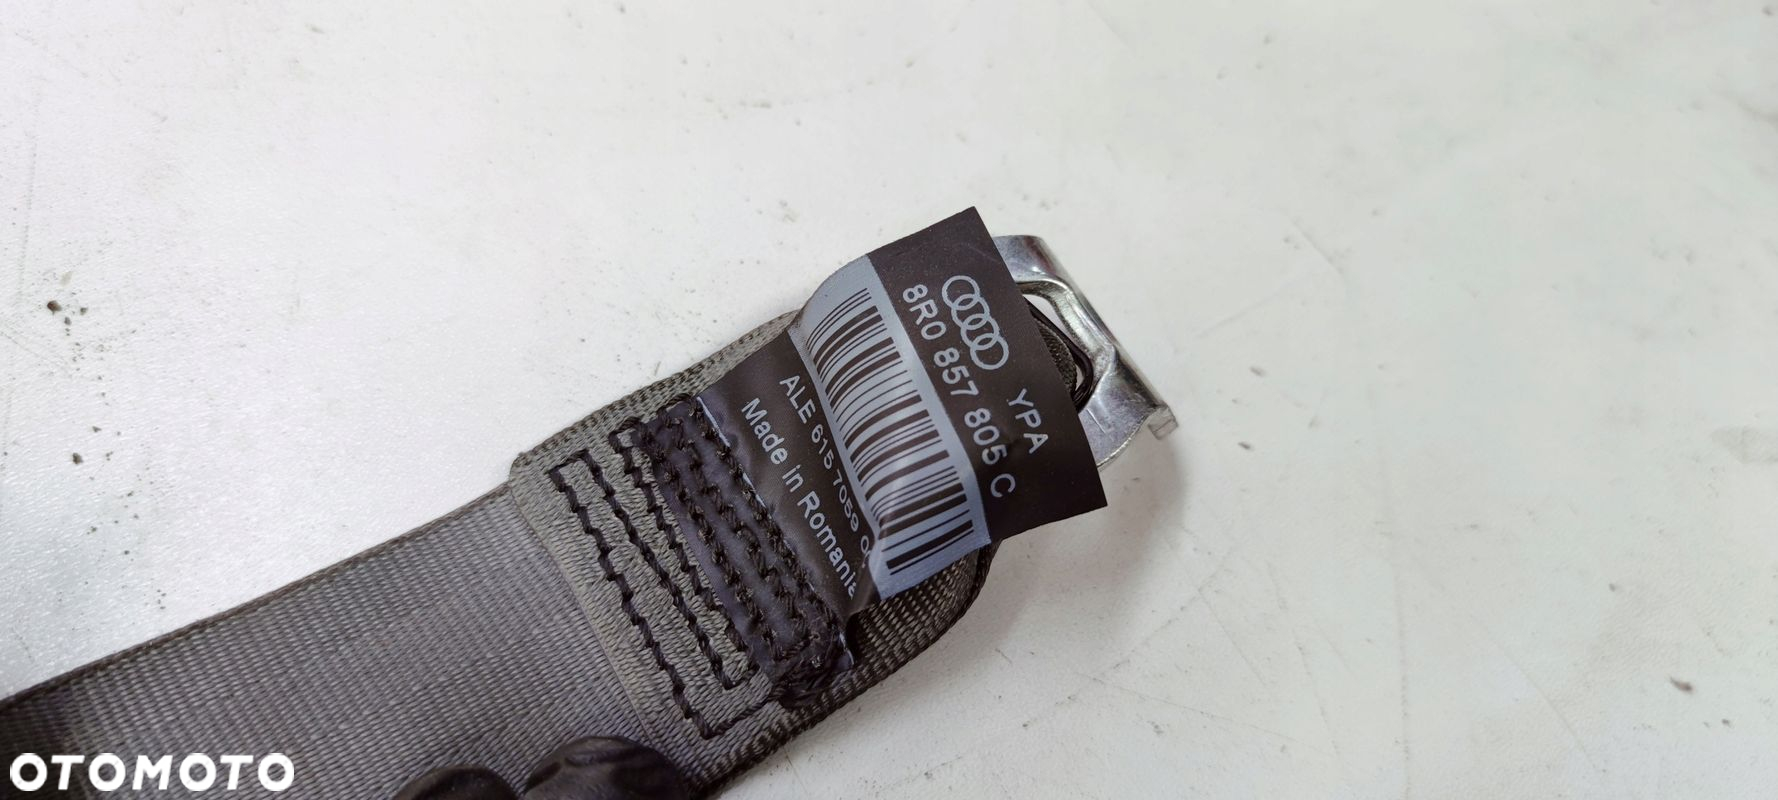 YPA
8R0 857 805 C
ALE 615 7059
Made in Romania
OTOMOTO